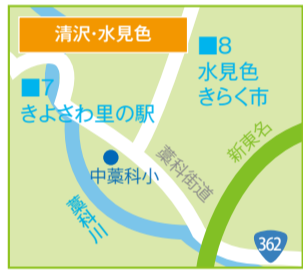 清沢・水見色
■8
水見色
きらく市
■7
きよさわ里の駅
新東名
藁科街道
中藁科小
藁科川
362